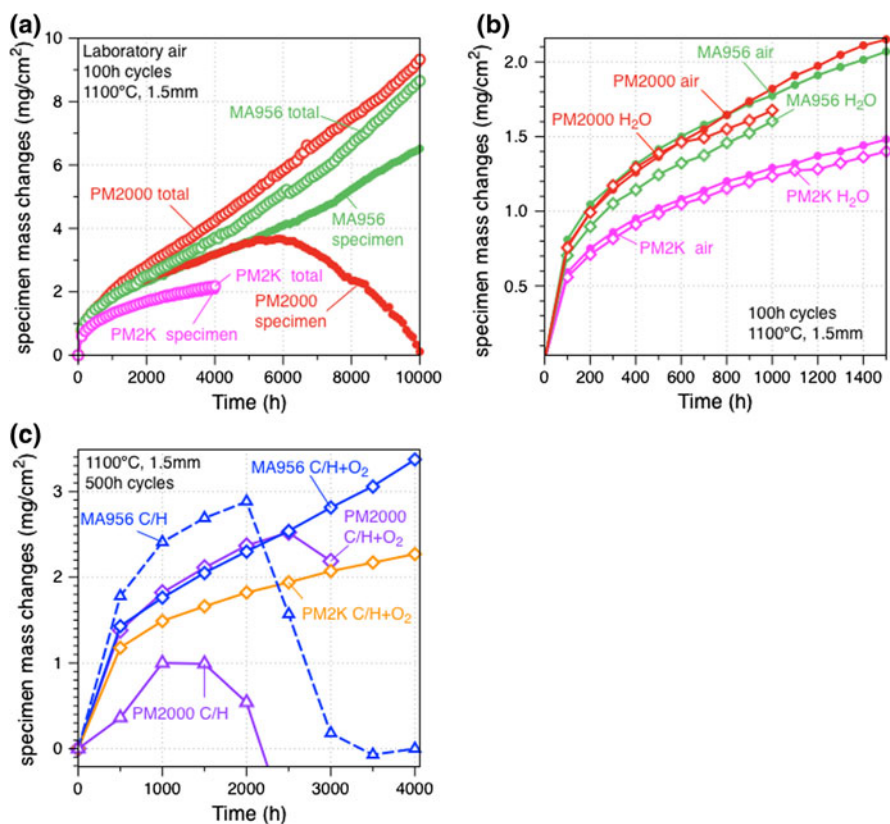 (a)
specimen mass changes (mg/cm²)
10
8
6
4
2
0
Laboratory air
100h cycles
1100°C, 1.5mm
MA956 total
PM2000 total
MA956
specimen
PM2K total
PM2K specimen
PM2000
specimen
0
2000
4000
6000
8000
10000
Time (h)
(b)
specimen mass changes (mg/cm²)
2.0
1.5
1.0
0.5
MA956 air
PM2000 air
MA956 H₂O
PM2000 H₂O
PM2K H₂O
PM2K air
100h cycles
1100°C, 1.5mm
0
200
400
600
800
1000
1200
1400
Time (h)
(c)
specimen mass changes (mg/cm²)
3
2
1
0
1100°C, 1.5mm
500h cycles
MA956 C/H+O₂
MA956 C/H
PM2000
C/H+O₂
PM2K C/H+O₂
PM2000 C/H
0
1000
2000
3000
4000
Time (h)